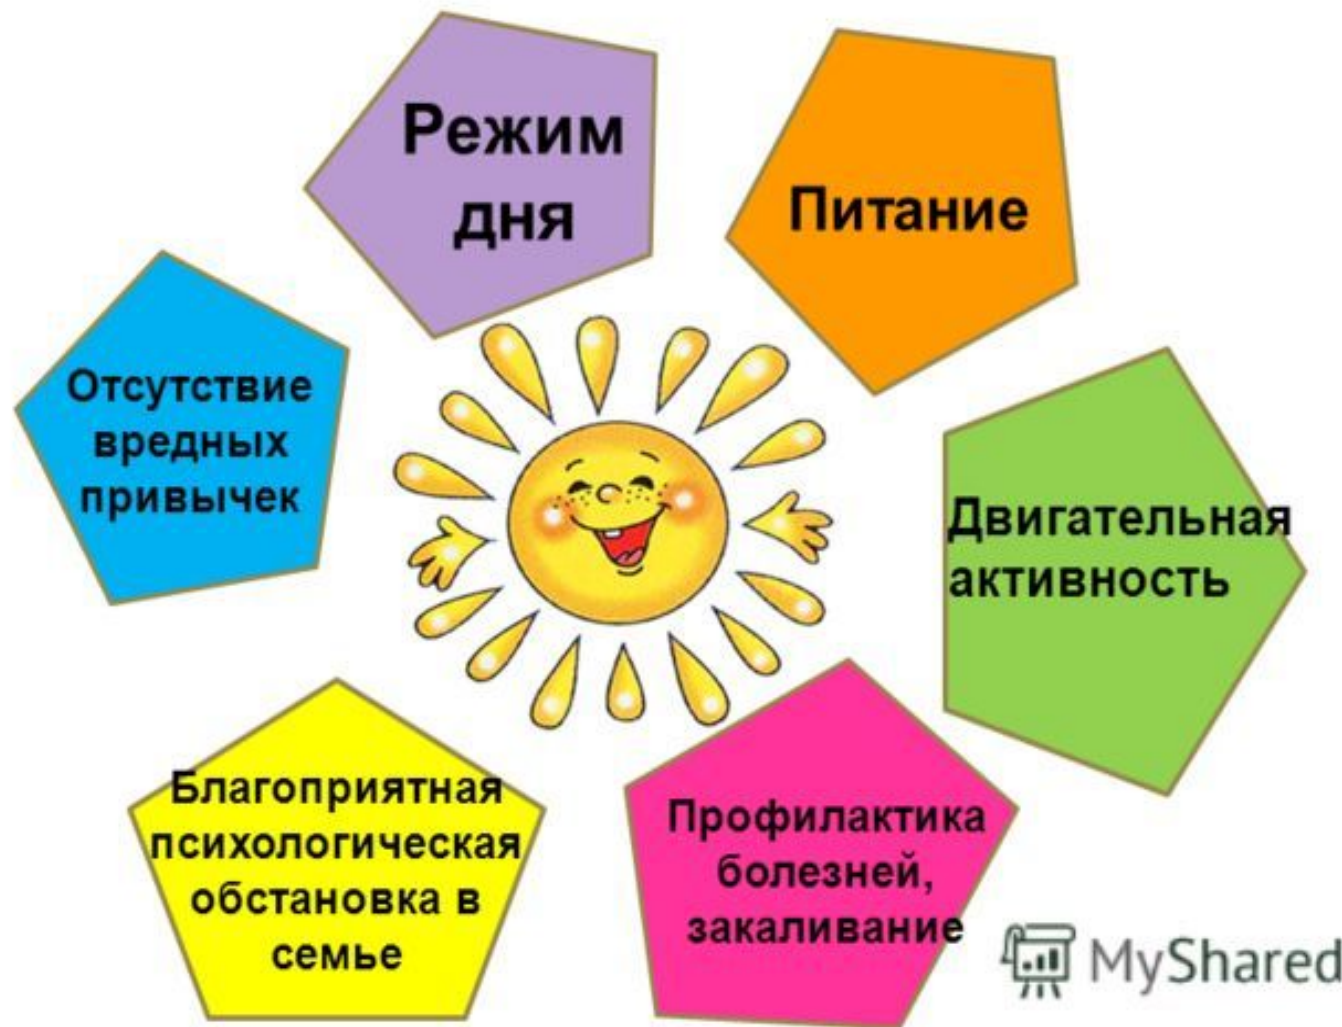 Режим
дня
Питание
Отсутствие
вредных
привычек
Двигательная
активность
Благоприятная
психологическая
обстановка в
семье
Профилактика
болезней,
закаливание
MyShared